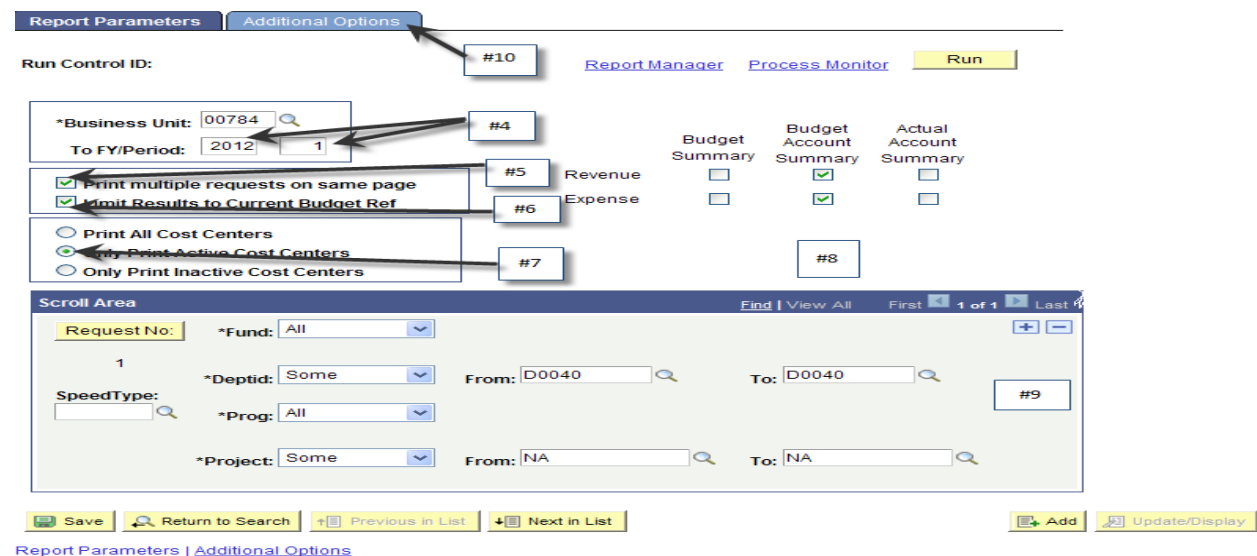 Report Parameters Additional Options
Run Control ID: #10 Report Manager Process Monitor Run
*Business Unit: 00784 #4
To FY/Period: 2012 1
Budget Summary Budget Account Summary Actual Account Summary
Print multiple requests on same page #5 Revenue
Limit Results to Current Budget Ref #6 Expense
Print All Cost Centers
Only Print Active Cost Centers #7 #8
Only Print Inactive Cost Centers
Scroll Area Find | View All First 1 of 1 Last
Request No: *Fund: All
1
*Deptid: Some From: D0040 To: D0040
SpeedType: #9
*Prog: All
*Project: Some From: NA To: NA
Save Return to Search Previous in List Next in List Add Update/Display
Report Parameters | Additional Options